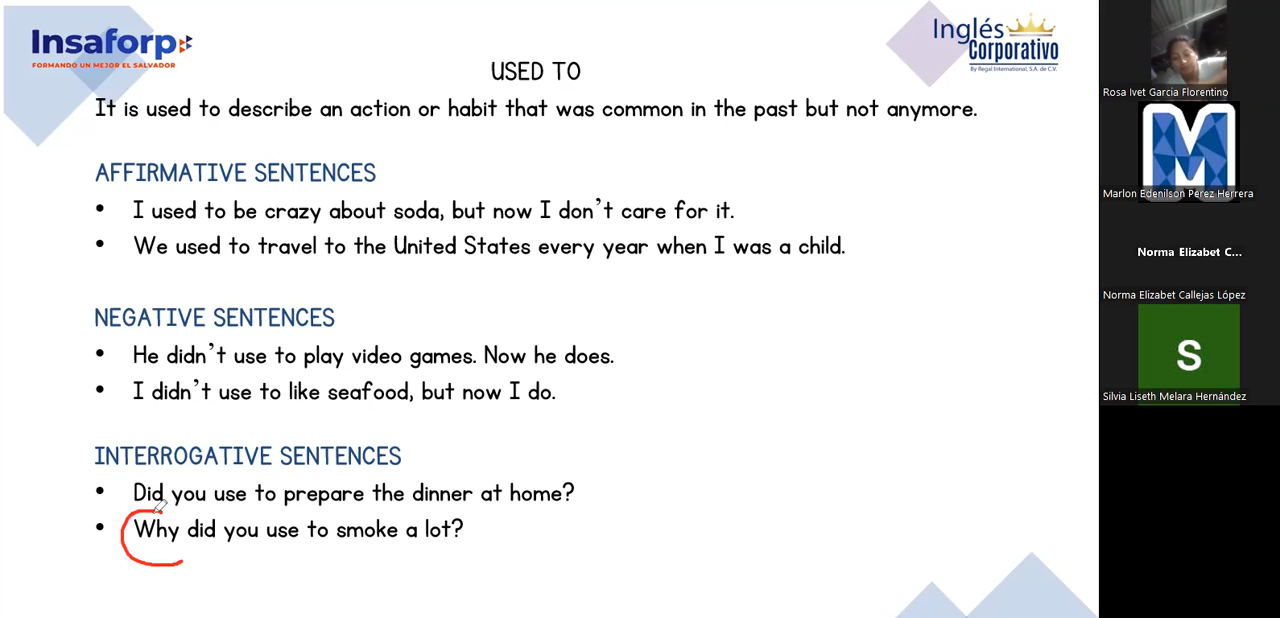 Insaforp
FORMANDO UN MEJOR EL SALVADOR
Inglés
Corporativo
By Regal International, S.A. de C.V.
USED TO
It is used to describe an action or habit that was common in the past but not anymore.
AFFIRMATIVE SENTENCES
• I used to be crazy about soda, but now I don't care for it.
• We used to travel to the United States every year when I was a child.
NEGATIVE SENTENCES
• He didn't use to play video games. Now he does.
• I didn't use to like seafood, but now I do.
INTERROGATIVE SENTENCES
• Did you use to prepare the dinner at home?
• Why did you use to smoke a lot?
Rosa Ivet Garcia Florentino
M
Marlon Edenilson Perez Herrera
Norma Elizabet C...
Norma Elizabet Callejas López
S
Silvia Liseth Melara Hernández